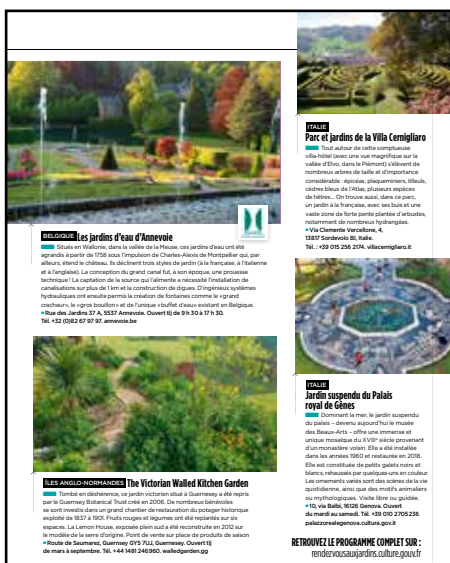 BELGIQUE Les jardins d'eau d'Annevoie
Situés en Wallonie, dans la vallée de la Meuse, ces jardins d'eau ont été
agrandis à partir de 1758 sous l'impulsion de Charles-Alexis de Montpellier qui, par
ailleurs, étend le château. Ils déclinent trois styles de jardin (à la française, à l'italienne
et à l'anglaise). La conception du grand canal fut, à son époque, une prouesse
technique ! La captation de la source qui l'alimente a nécessité l'installation de
canalisations sur plus de 1 km et la construction de digues. D'ingénieux systèmes
hydrauliques ont ensuite permis la création de fontaines comme le «grand
cracheur», le «gros bouillon» et de l'unique «buffet d'eau» existant en Belgique.
Rue des Jardins 37 A, 5537 Annevoie. Ouvert tlj de 9 h 30 à 17 h 30.
Tél. +32 (0)82 67 97 97. annevoie.be
ÎLES ANGLO-NORMANDES The Victorian Walled Kitchen Garden
Tombé en déshérence, ce jardin victorien situé à Guernesey a été repris
par le Guernsey Botanical Trust créé en 2006. De nombreux bénévoles
se sont investis dans un grand chantier de restauration du potager historique
exploité de 1837 à 1901. Fruits rouges et légumes ont été replantés sur six
espaces. La Lemon House, exposée plein sud a été reconstruite en 2012 sur
le modèle de la serre d'origine. Point de vente sur place de produits de saison
Route de Saumarez, Guernsey GY5 7UJ, Guernesey. Ouvert tlj
de mars à septembre. Tél. +44 1481 246960. walledgarden.gg
ITALIE
Parc et jardins de la Villa Cernigliaro
Tout autour de cette somptueuse
villa-hôtel (avec une vue magnifique sur la
vallée d'Elvo, dans le Piémont) s'élèvent de
nombreux arbres de taille et d'importance
considérable : épicéas, plaqueminiers, tilleuls,
cèdres bleus de l'Atlas, plusieurs espèces
de hêtres... On trouve aussi, dans ce parc,
un jardin à la française, avec ses buis et une
vaste zone de forte pente plantée d'arbustes,
notamment de nombreux hydrangéas.
Via Clemente Vercellone, 4,
13817 Sordevolo BI, Italie.
Tél. : +39 015 256 2174. villacernigliaro.it
ITALIE
Jardin suspendu du Palais
royal de Gênes
Dominant la mer, le jardin suspendu
du palais – devenu aujourd'hui le musée
des Beaux-Arts – offre une immense et
unique mosaïque du XVIIIe siècle provenant
d'un monastère voisin. Elle a été installée
dans les années 1960 et restaurée en 2018.
Elle est constituée de petits galets noirs et
blancs, rehaussés par quelques-uns en couleur.
Les ornements variés sont des scènes de la vie
quotidienne, ainsi que des motifs animaliers
ou mythologiques. Visite libre ou guidée.
10, via Balbi, 16126 Genova. Ouvert
du mardi au samedi. Tél. +39 010 2705236
palazzorealegenova.cultura.gov.it
RETROUVEZ LE PROGRAMME COMPLET SUR :
rendezvousauxjardins.culture.gouv.fr